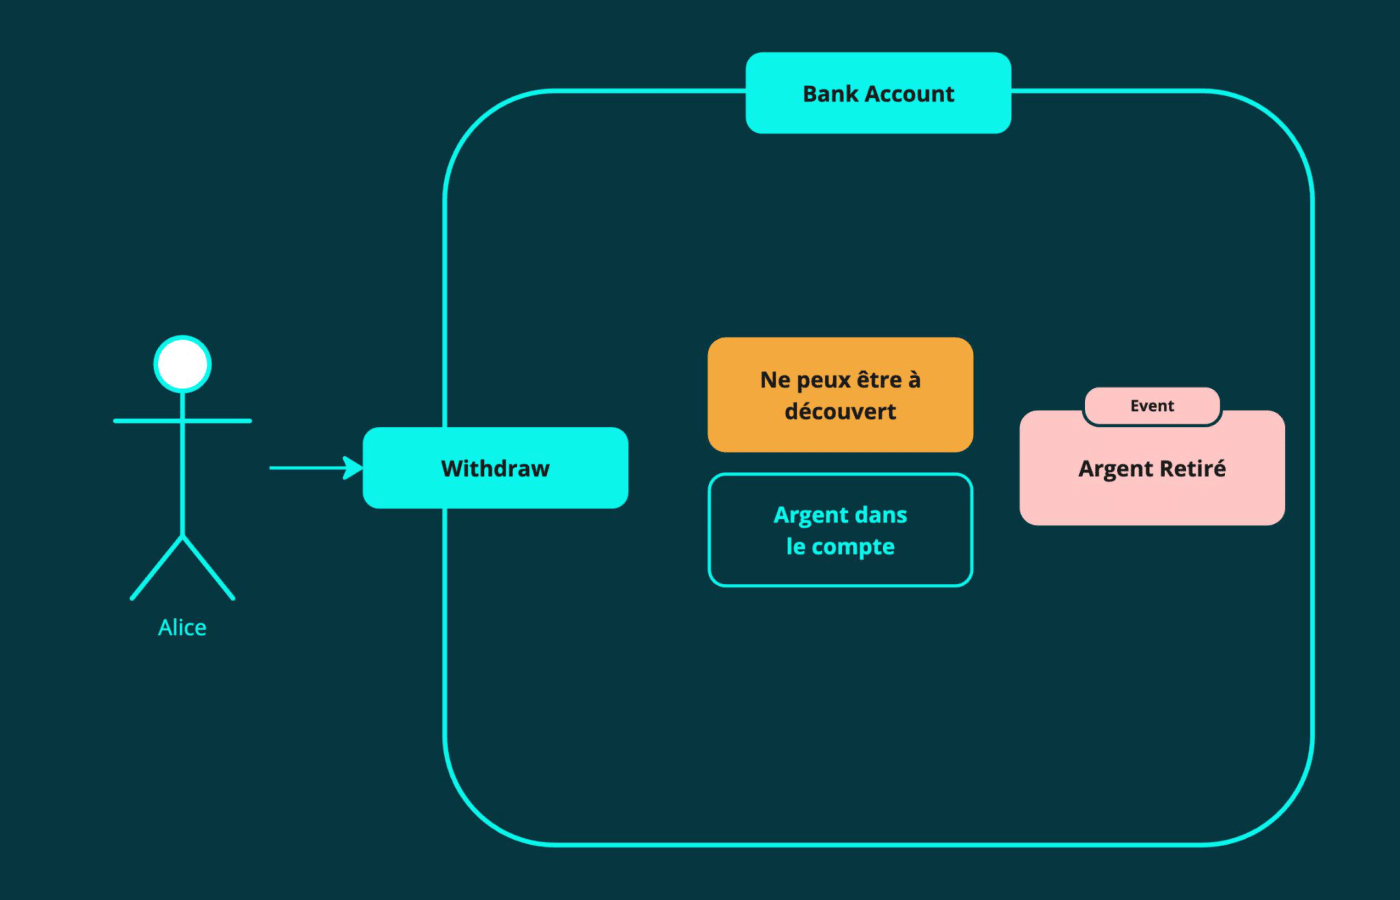 Bank Account
Ne peux être à
découvert
Event
Argent Retiré
Withdraw
Argent dans
le compte
Alice